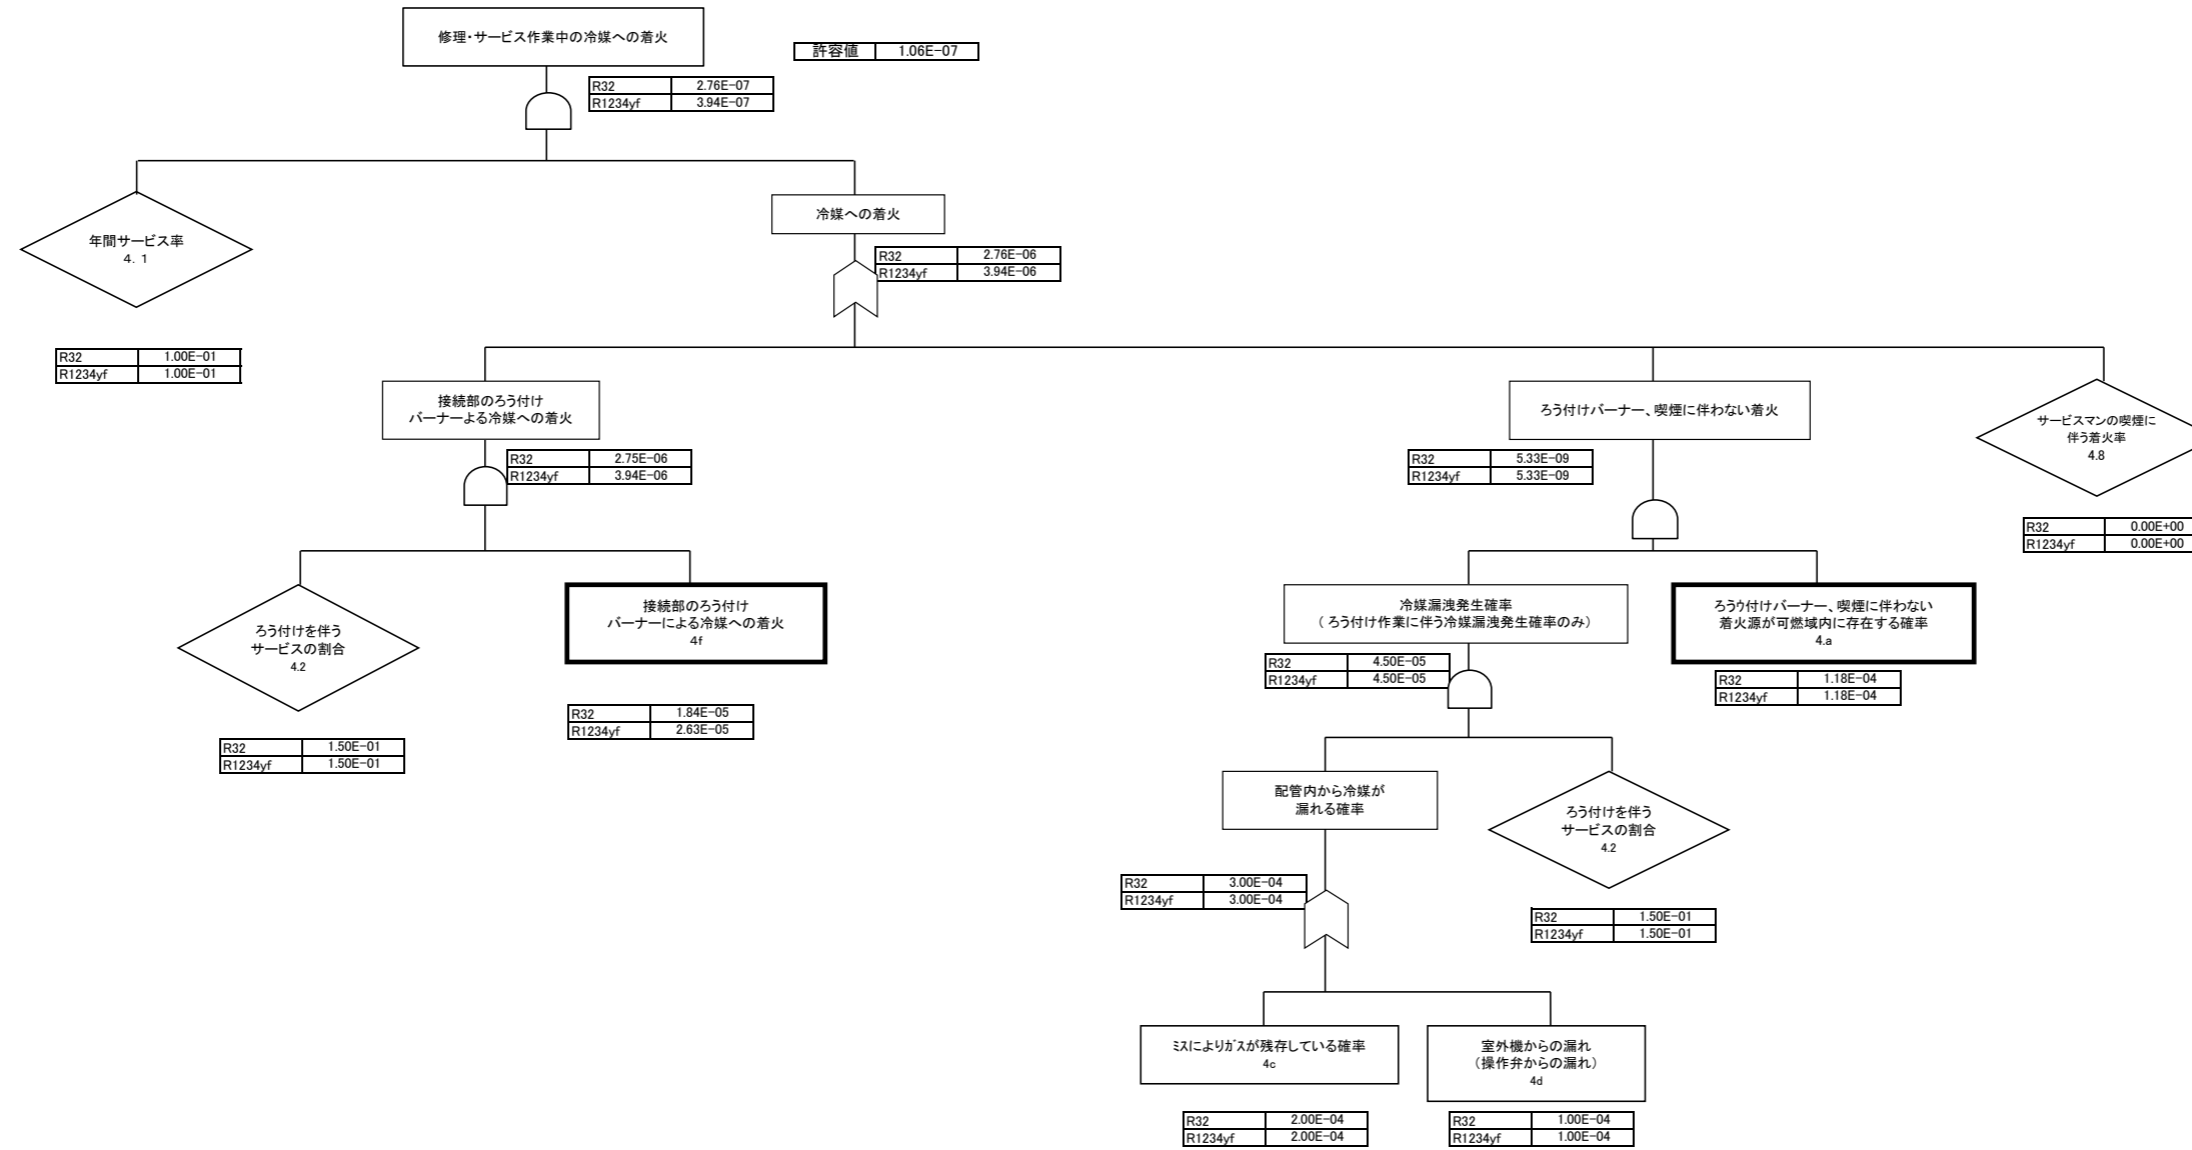 修理・サービス作業中の冷媒への着火
許容値 1.06E-07
R32 2.76E-07
R1234yf 3.94E-07
年間サービス率
4. 1
R32 1.00E-01
R1234yf 1.00E-01
冷媒への着火
R32 2.76E-06
R1234yf 3.94E-06
接続部のろう付け
バーナーよる冷媒への着火
R32 2.75E-06
R1234yf 3.94E-06
ろう付けバーナー、喫煙に伴わない着火
R32 5.33E-09
R1234yf 5.33E-09
サービスマンの喫煙に
伴う着火率
4.8
R32 0.00E+00
R1234yf 0.00E+00
ろう付けを伴う
サービスの割合
4.2
R32 1.50E-01
R1234yf 1.50E-01
接続部のろう付け
バーナーによる冷媒への着火
4f
R32 1.84E-05
R1234yf 2.63E-05
冷媒漏洩発生確率
(ろう付け作業に伴う冷媒漏洩発生確率のみ)
R32 4.50E-05
R1234yf 4.50E-05
ろうウ付けバーナー、喫煙に伴わない
着火源が可燃域内に存在する確率
4.a
R32 1.18E-04
R1234yf 1.18E-04
配管内から冷媒が
漏れる確率
R32 3.00E-04
R1234yf 3.00E-04
ろう付けを伴う
サービスの割合
4.2
R32 1.50E-01
R1234yf 1.50E-01
ミスによりガスが残存している確率
4c
R32 2.00E-04
R1234yf 2.00E-04
室外機からの漏れ
(操作弁からの漏れ)
4d
R32 1.00E-04
R1234yf 1.00E-04